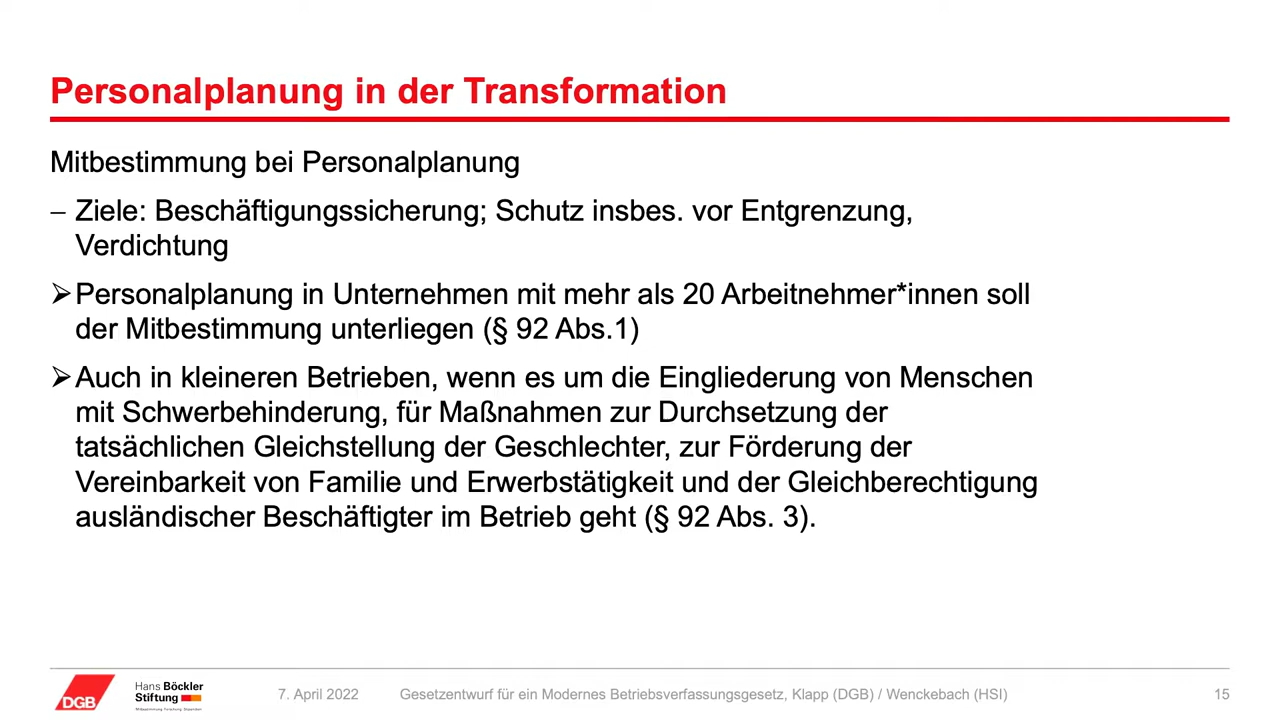 Personalplanung in der Transformation
Mitbestimmung bei Personalplanung
– Ziele: Beschäftigungssicherung; Schutz insbes. vor Entgrenzung,
Verdichtung
➢ Personalplanung in Unternehmen mit mehr als 20 Arbeitnehmer*innen soll
der Mitbestimmung unterliegen (§ 92 Abs.1)
➢ Auch in kleineren Betrieben, wenn es um die Eingliederung von Menschen
mit Schwerbehinderung, für Maßnahmen zur Durchsetzung der
tatsächlichen Gleichstellung der Geschlechter, zur Förderung der
Vereinbarkeit von Familie und Erwerbstätigkeit und der Gleichberechtigung
ausländischer Beschäftigter im Betrieb geht (§ 92 Abs. 3).
DGB
Hans Böckler
Stiftung
Mitbestimmung. Forschung. Stipendien.
7. April 2022
Gesetzentwurf für ein Modernes Betriebsverfassungsgesetz, Klapp (DGB) / Wenckebach (HSI)
15